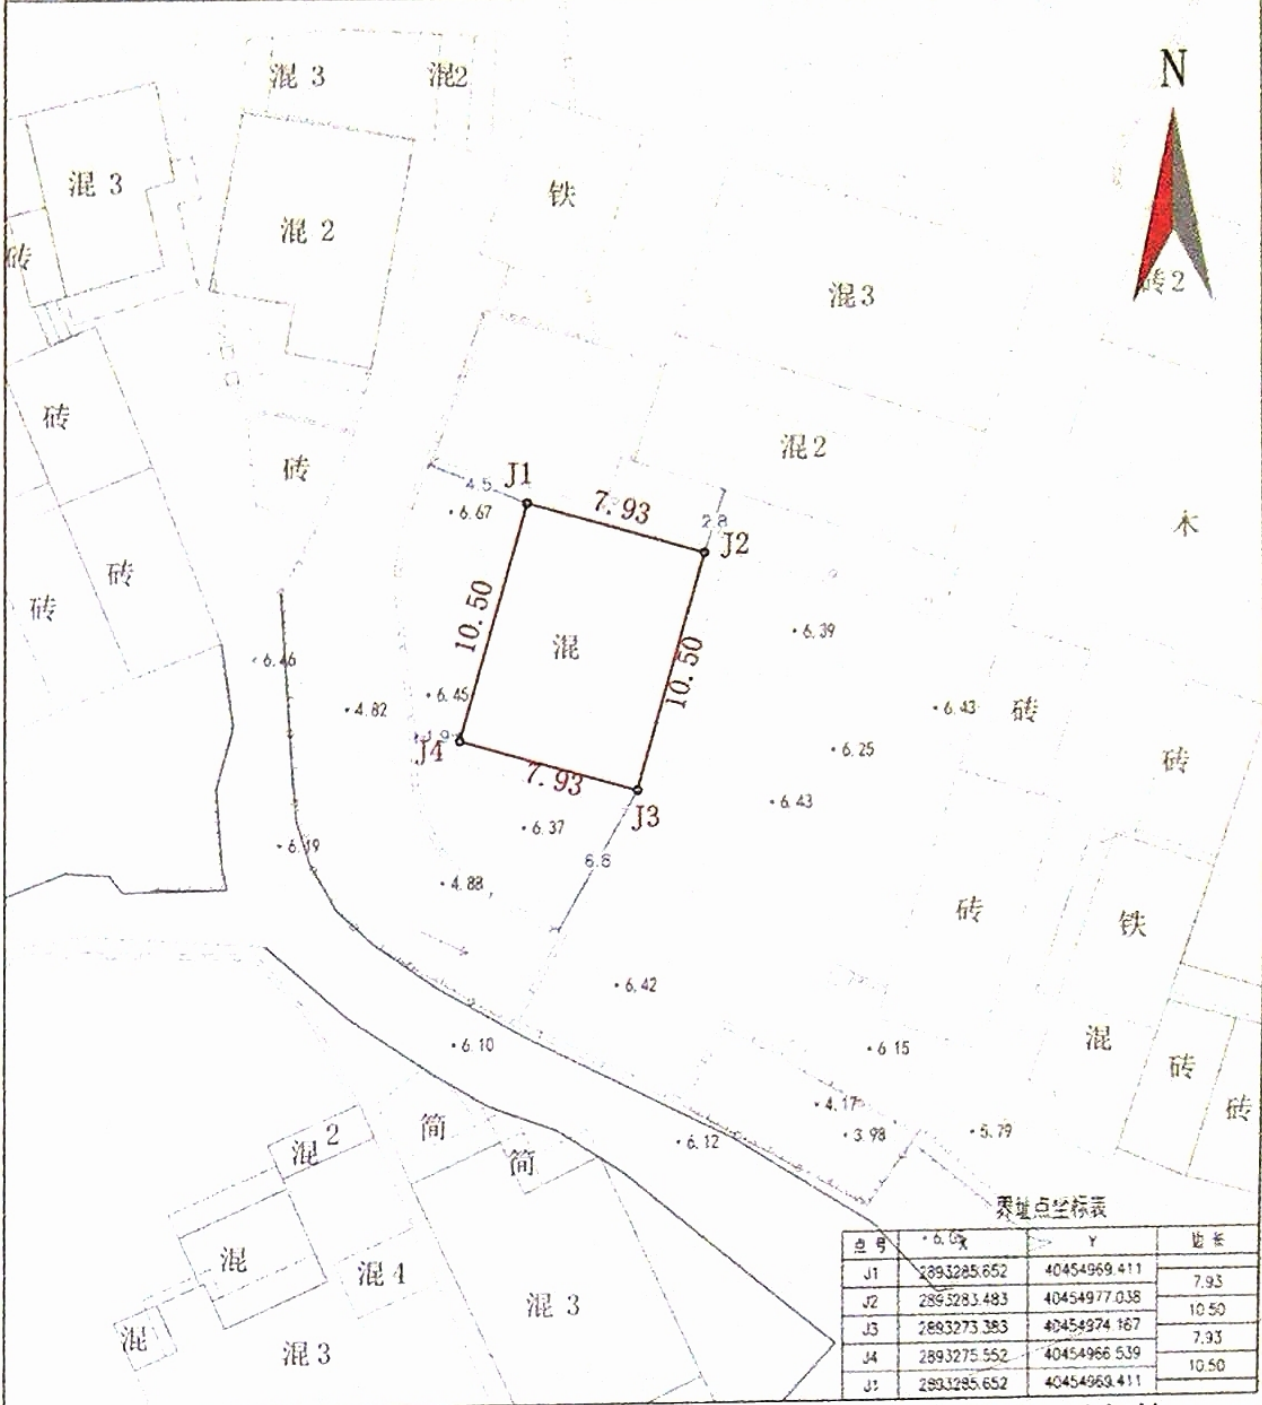 混 3
混2
N
混 3
铁
混 2
砖
混3
砖2
砖
混2
砖
J1
4.5
7.93
6.67
2.8
J2
木
砖
砖
10.50
混
6.39
10.50
6.46
6.45
4.82
6.43
砖
J4
6.25
砖
7.93
6.43
J3
6.37
6.19
6.8
4.88
砖
铁
6.42
6.10
6.15
混
砖
4.17
砖
简
6.12
3.98
5.79
混 2
简
界址点坐标表
点号 X Y 边长
J1 2893285.652 40454969.411
7.93
J2 2893283.483 40454977.038
10.50
J3 2893273.383 40454974.167
7.93
J4 2893275.552 40454966.539
10.50
J1 2893285.652 40454969.411
混
混4
混 3
混
混3